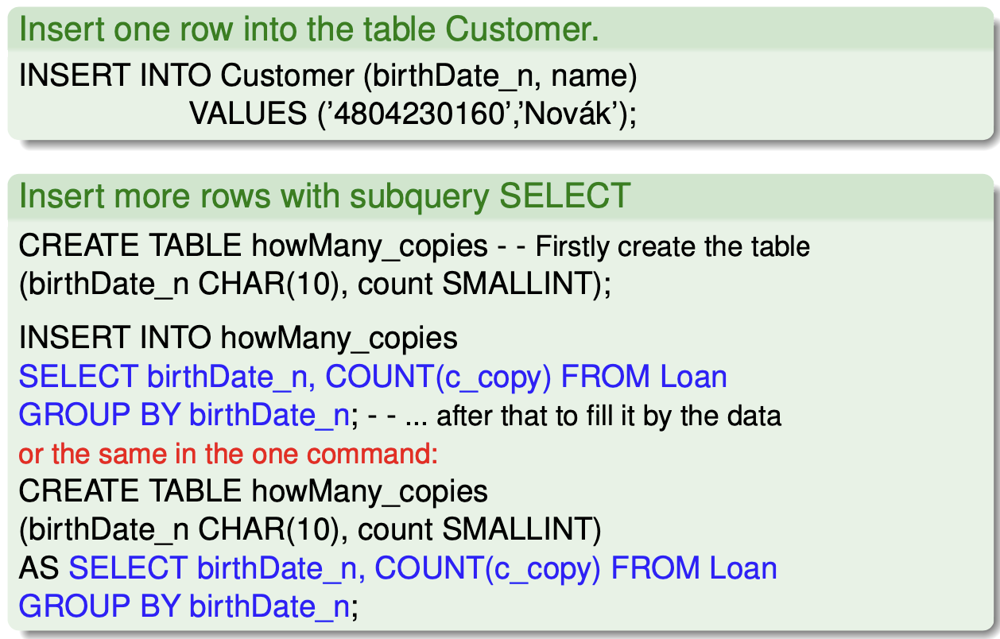 Insert one row into the table Customer.
INSERT INTO Customer (birthDate_n, name)
VALUES (’4804230160’,’Novák’);
Insert more rows with subquery SELECT
CREATE TABLE howMany_copies - - Firstly create the table
(birthDate_n CHAR(10), count SMALLINT);
INSERT INTO howMany_copies
SELECT birthDate_n, COUNT(c_copy) FROM Loan
GROUP BY birthDate_n; - - ... after that to fill it by the data
or the same in the one command:
CREATE TABLE howMany_copies
(birthDate_n CHAR(10), count SMALLINT)
AS SELECT birthDate_n, COUNT(c_copy) FROM Loan
GROUP BY birthDate_n;